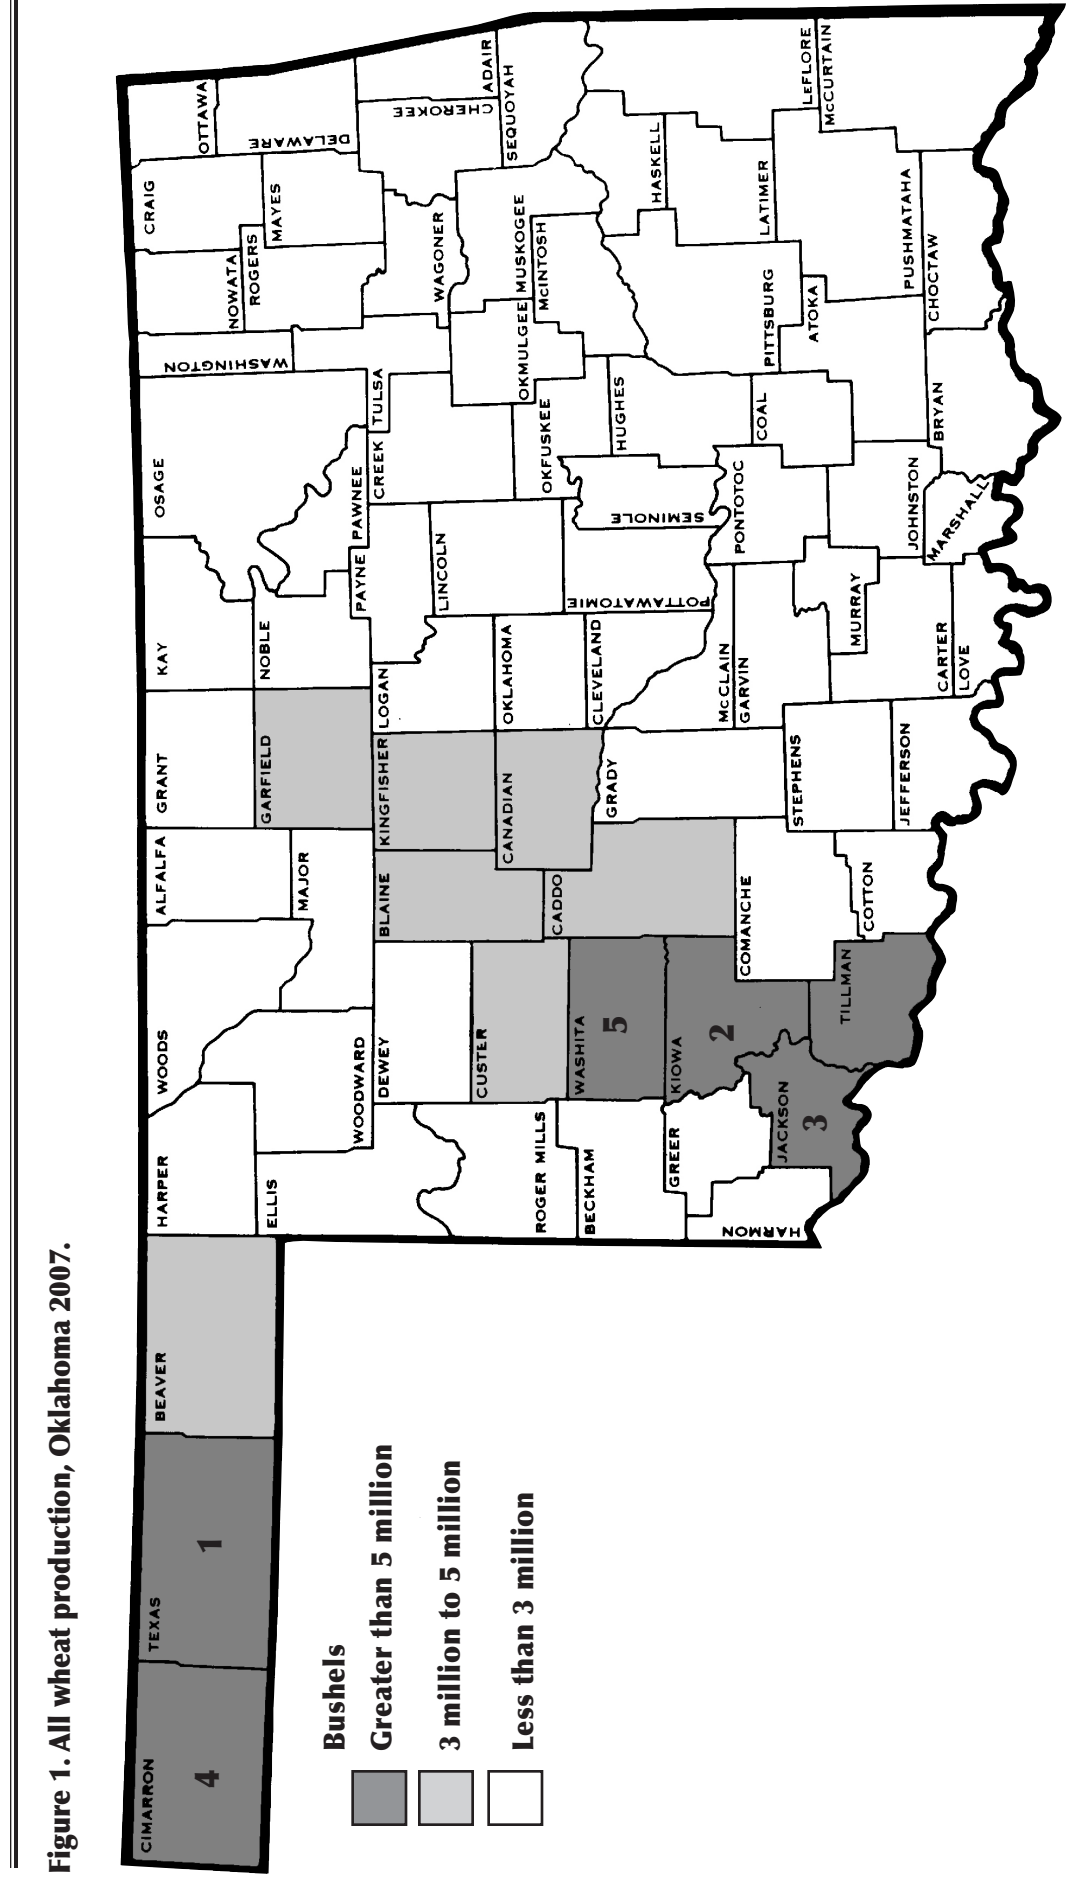 Figure 1. All wheat production, Oklahoma 2007.
CIMARRON
4
TEXAS
1
BEAVER
HARPER
WOODS
ALFALFA
GRANT
KAY
OSAGE
WASHINGTON
NOWATA
CRAIG
OTTAWA
ELLIS
WOODWARD
MAJOR
GARFIELD
NOBLE
PAWNEE
ROGERS
MAYES
DELAWARE
DEWEY
BLAINE
KINGFISHER
LOGAN
PAYNE
CREEK
TULSA
WAGONER
CHEROKEE
ADAIR
ROGER MILLS
CUSTER
CANADIAN
OKLAHOMA
LINCOLN
OKFUSKEE
OKMULGEE
MUSKOGEE
SEQUOYAH
BECKHAM
WASHITA
5
CADDO
GRADY
CLEVELAND
POTTAWATOMIE
SEMINOLE
HUGHES
McINTOSH
HASKELL
GREER
KIOWA
2
McCLAIN
GARVIN
PONTOTOC
COAL
PITTSBURG
LATIMER
LeFLORE
HARMON
JACKSON
3
COMANCHE
STEPHENS
MURRAY
JOHNSTON
ATOKA
PUSHMATAHA
McCURTAIN
TILLMAN
COTTON
JEFFERSON
CARTER
LOVE
MARSHALL
BRYAN
CHOCTAW
Bushels
Greater than 5 million
3 million to 5 million
Less than 3 million